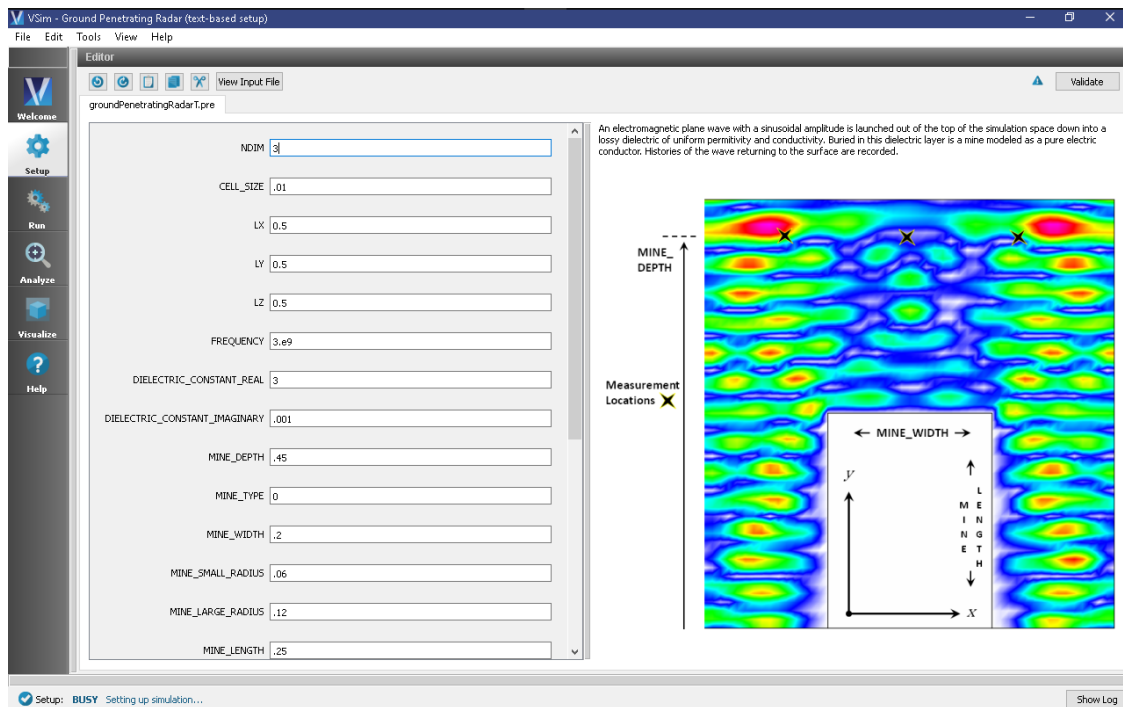 VSim - Ground Penetrating Radar (text-based setup)
File Edit Tools View Help
Editor
View Input File
Validate
groundPenetratingRadarT.pre
Welcome
Setup
Run
Analyze
Visualize
Help
NDIM 3
CELL_SIZE .01
LX 0.5
LY 0.5
LZ 0.5
FREQUENCY 3.e9
DIELECTRIC_CONSTANT_REAL 3
DIELECTRIC_CONSTANT_IMAGINARY .001
MINE_DEPTH .45
MINE_TYPE 0
MINE_WIDTH .2
MINE_SMALL_RADIUS .06
MINE_LARGE_RADIUS .12
MINE_LENGTH .25
An electromagnetic plane wave with a sinusoidal amplitude is launched out of the top of the simulation space down into a
lossy dielectric of uniform permitivity and conductivity. Buried in this dielectric layer is a mine modeled as a pure electric
conductor. Histories of the wave returning to the surface are recorded.
MINE_
DEPTH
Measurement
Locations
MINE_WIDTH
MINE LENGTH
y
x
Setup: BUSY Setting up simulation...
Show Log